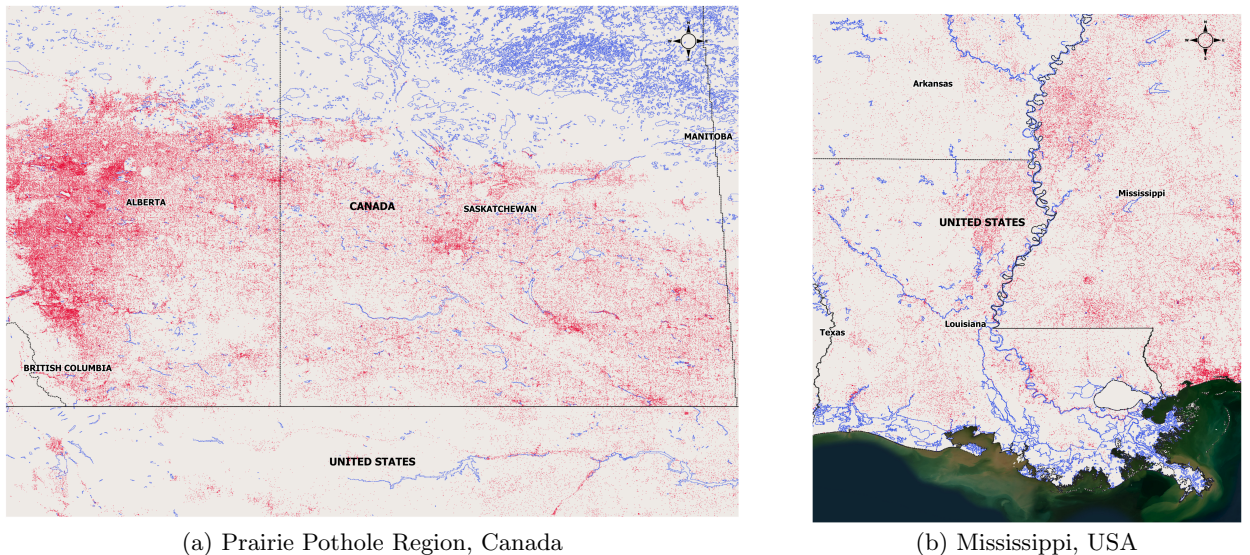 MANITOBA
ALBERTA
CANADA
SASKATCHEWAN
BRITISH COLUMBIA
UNITED STATES
(a) Prairie Pothole Region, Canada
Arkansas
Mississippi
UNITED STATES
Louisiana
Texas
(b) Mississippi, USA